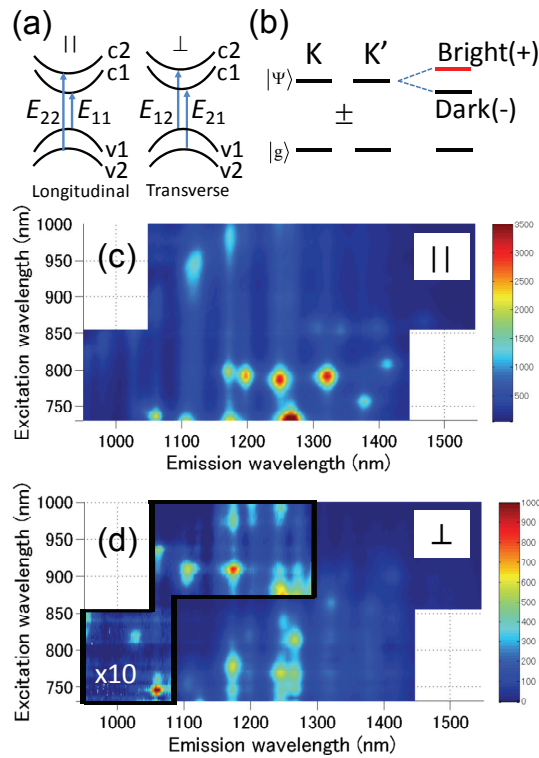 (a) || ⊥ (b)
c2 c2 K K’ Bright(+)
c1 c1 |Ψ⟩
E22 E11 E12 E21 ± Dark(-)
v1 v1 |g⟩
v2 v2
Longitudinal Transverse
(c) ||
Excitation wavelength (nm)
1000
950
900
850
800
750
1000 1100 1200 1300 1400 1500
Emission wavelength (nm)
3500
3000
2500
2000
1500
1000
500
(d) ⊥
Excitation wavelength (nm)
1000
950
900
850
800
750
x10
1000 1100 1200 1300 1400 1500
Emission wavelength (nm)
1000
900
800
700
600
500
400
300
200
100
0